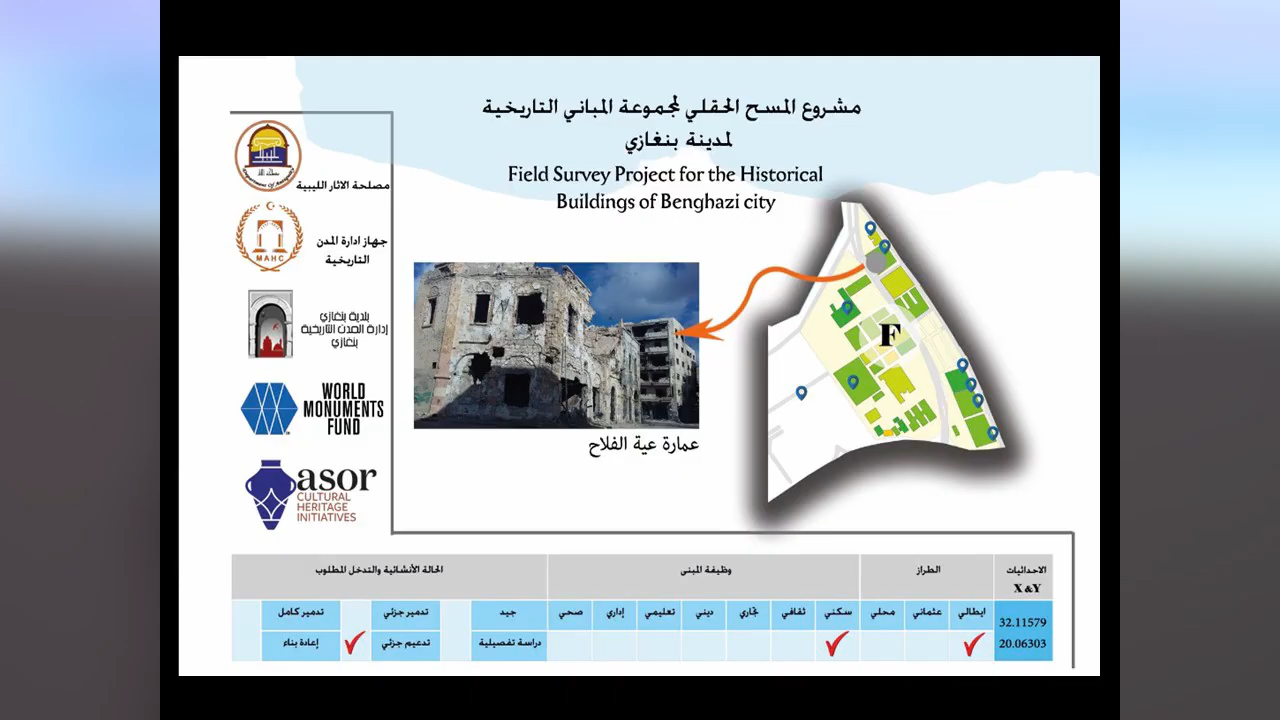 مشروع المسح الحقلي لمجموعة المباني التاريخية
لمدينة بنغازي
Field Survey Project for the Historical
Buildings of Benghazi city
مصلحة الاثار الليبية
MAHC
جهاز ادارة المدن
التاريخية
بلدية بنغازي
إدارة المدن التاريخية
بنغازي
WORLD
MONUMENTS
FUND
asor
CULTURAL
HERITAGE
INITIATIVES
عمارة عية الفلاح
F
الاحداثيات
X &Y
الطراز
وظيفة المبنى
الحالة الأنشائية والتدخل المطلوب
32.11579
20.06303
ايطالي
عثماني
محلي
سكني
ثقافي
تجاري
ديني
تعليمي
إداري
صحي
جيد
تدمير جزئي
تدمير كامل
دراسة تفصيلية
تدعيم جزئي
إعادة بناء